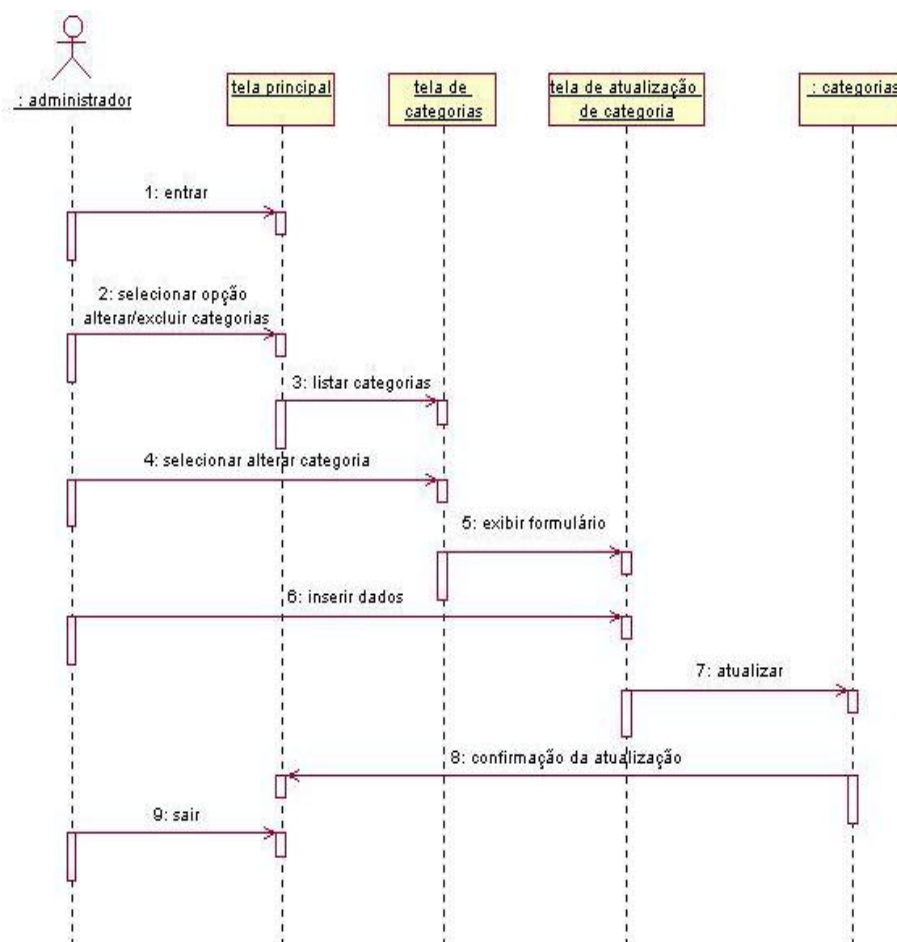 : administrador
tela principal
tela de
categorias
tela de atualização
de categoria
: categorias
1: entrar
2: selecionar opção
alterar/excluir categorias
3: listar categorias
4: selecionar alterar categoria
5: exibir formulário
6: inserir dados
7: atualizar
8: confirmação da atualização
9: sair